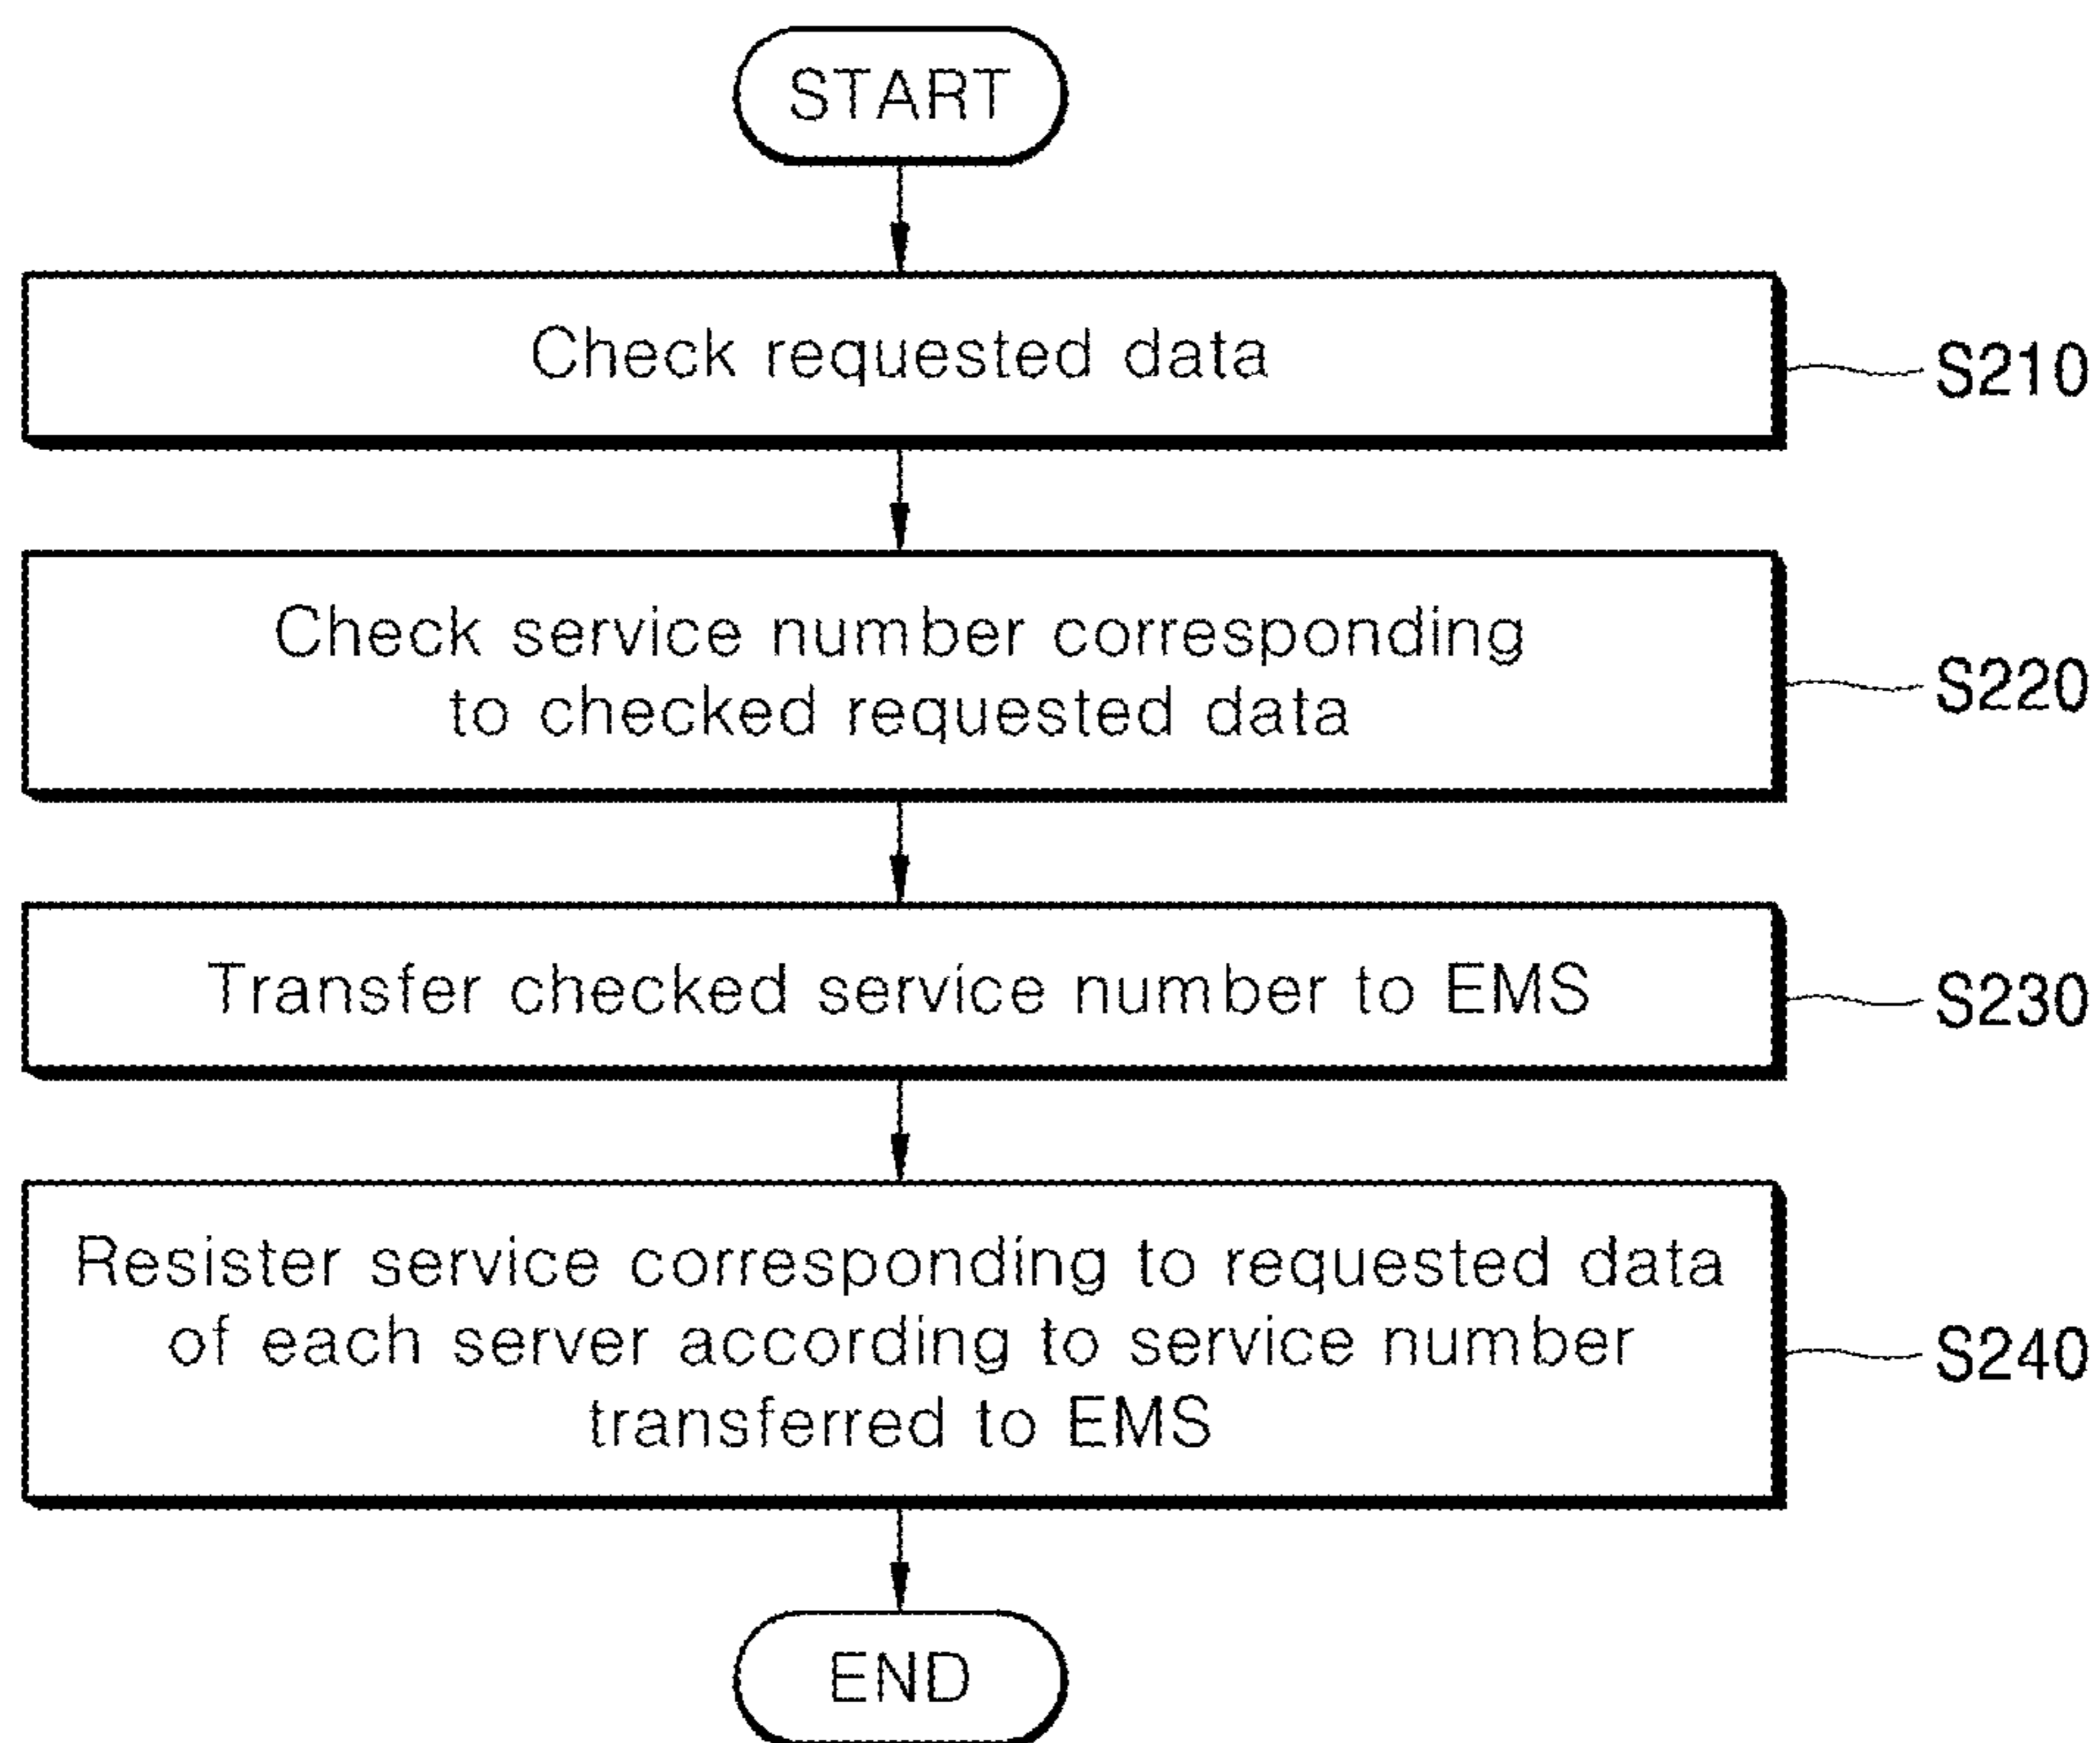 START
Check requested data
S210
Check service number corresponding
to checked requested data
S220
Transfer checked service number to EMS
S230
Resister service corresponding to requested data
of each server according to service number
transferred to EMS
S240
END